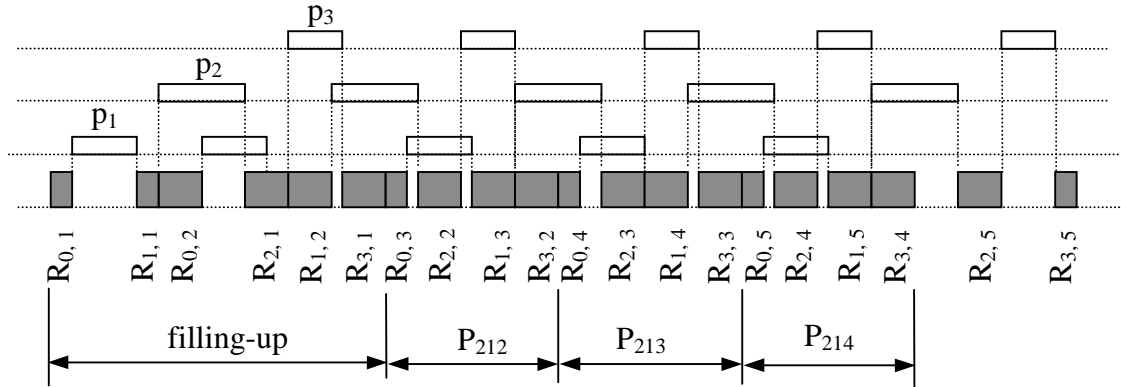 p3
p2
p1
R0, 1
R1, 1
R0, 2
R2, 1
R1, 2
R3, 1
R0, 3
R2, 2
R1, 3
R3, 2
R0, 4
R2, 3
R1, 4
R3, 3
R0, 5
R2, 4
R1, 5
R3, 4
R2, 5
R3, 5
filling-up
P212
P213
P214